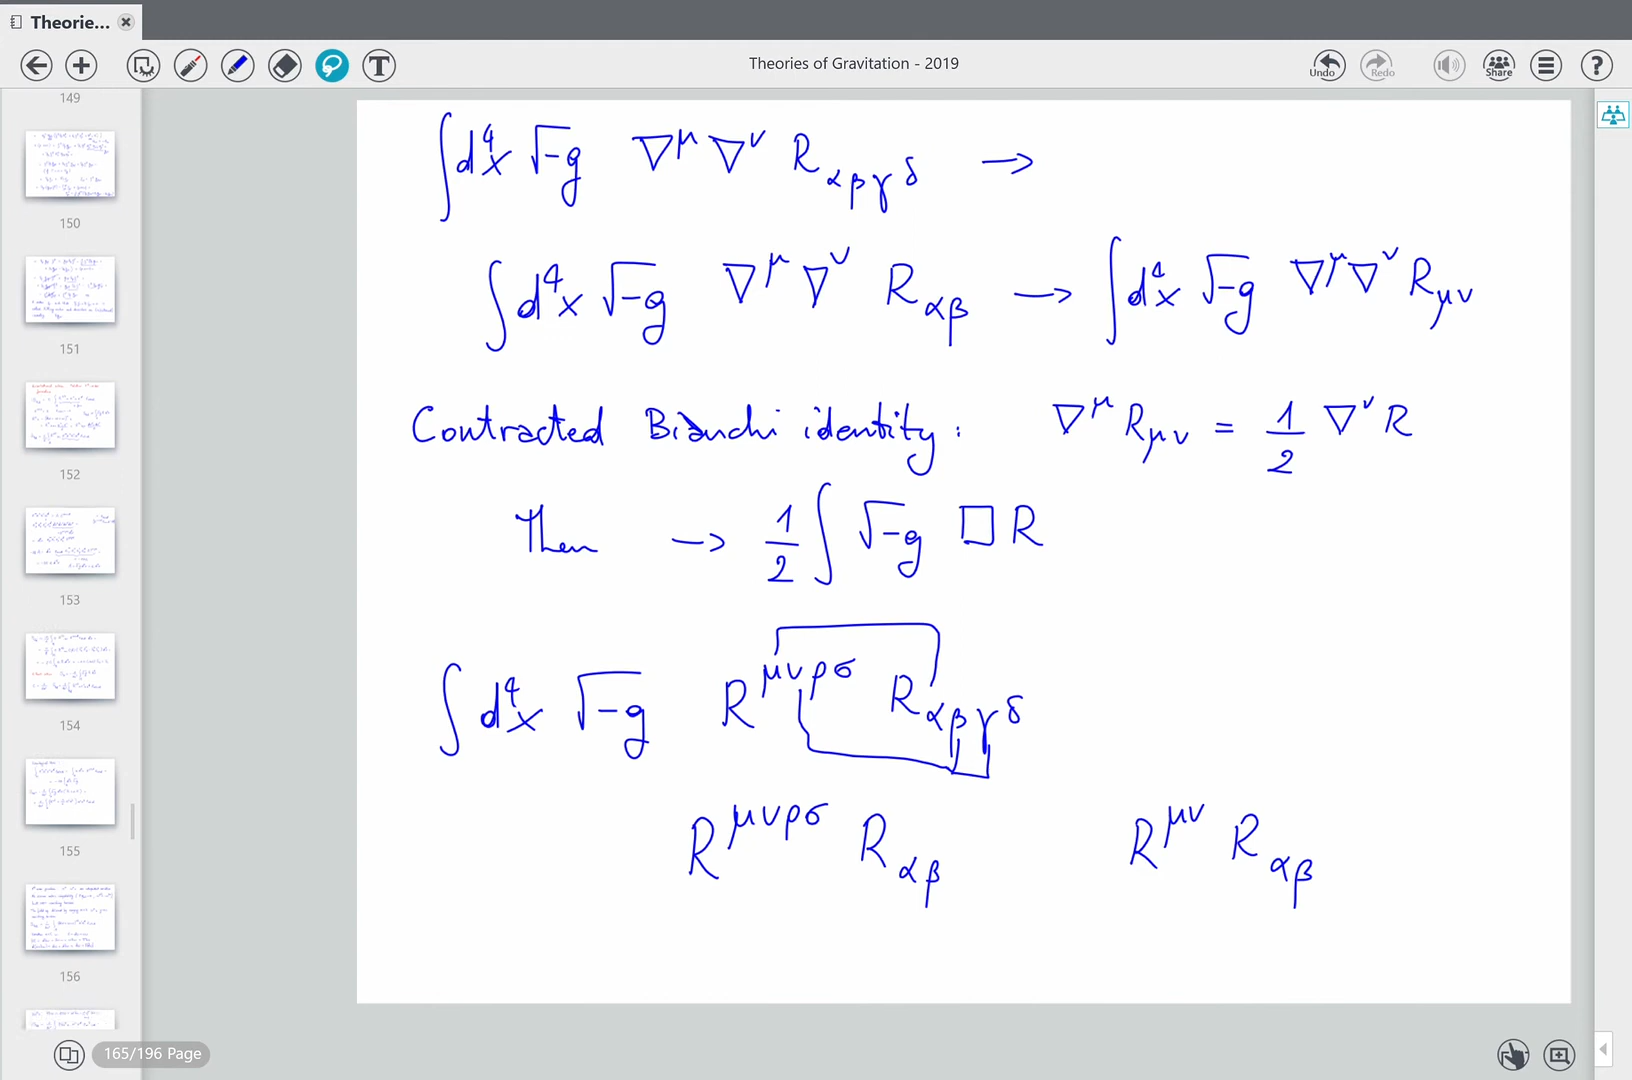 Theorie...
Theories of Gravitation - 2019
Undo
Redo
Share
?
T
149
150
151
152
153
154
155
156
∫d⁴x √-g ∇^μ ∇^ν R_αβγδ →
∫d⁴x √-g ∇^μ ∇^ν R_αβ → ∫d⁴x √-g ∇^μ ∇^ν R_μν
Contracted Bianchi identity: ∇^μ R_μν = 1/2 ∇^ν R
Then → 1/2 ∫ √-g □ R
∫d⁴x √-g R^μνρσ R_αβγδ
R^μνρσ R_αβ R^μν R_αβ
165/196 Page